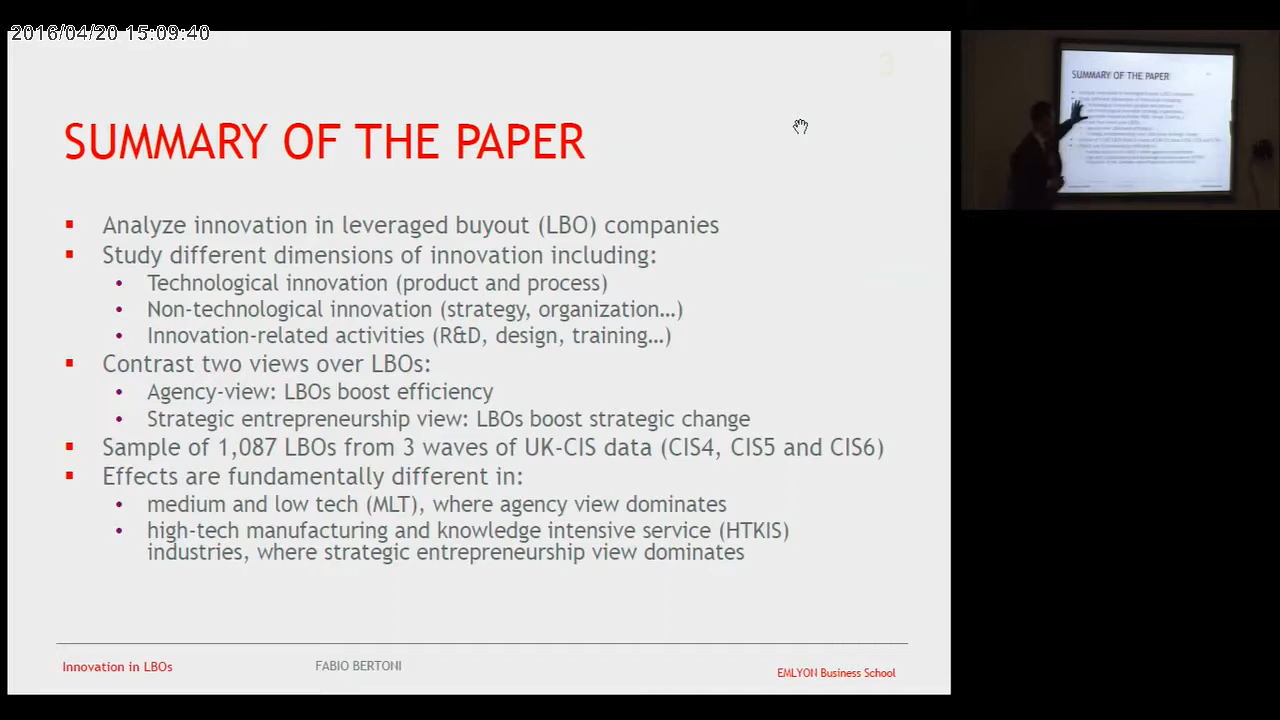 2016/04/20 15:09:40
3
SUMMARY OF THE PAPER
Analyze innovation in leveraged buyout (LBO) companies
Study different dimensions of innovation including:
Technological innovation (product and process)
Non-technological innovation (strategy, organization…)
Innovation-related activities (R&D, design, training…)
Contrast two views over LBOs:
Agency-view: LBOs boost efficiency
Strategic entrepreneurship view: LBOs boost strategic change
Sample of 1,087 LBOs from 3 waves of UK-CIS data (CIS4, CIS5 and CIS6)
Effects are fundamentally different in:
medium and low tech (MLT), where agency view dominates
high-tech manufacturing and knowledge intensive service (HTKIS)
industries, where strategic entrepreneurship view dominates
Innovation in LBOs
FABIO BERTONI
EMLYON Business School
SUMMARY OF THE PAPER